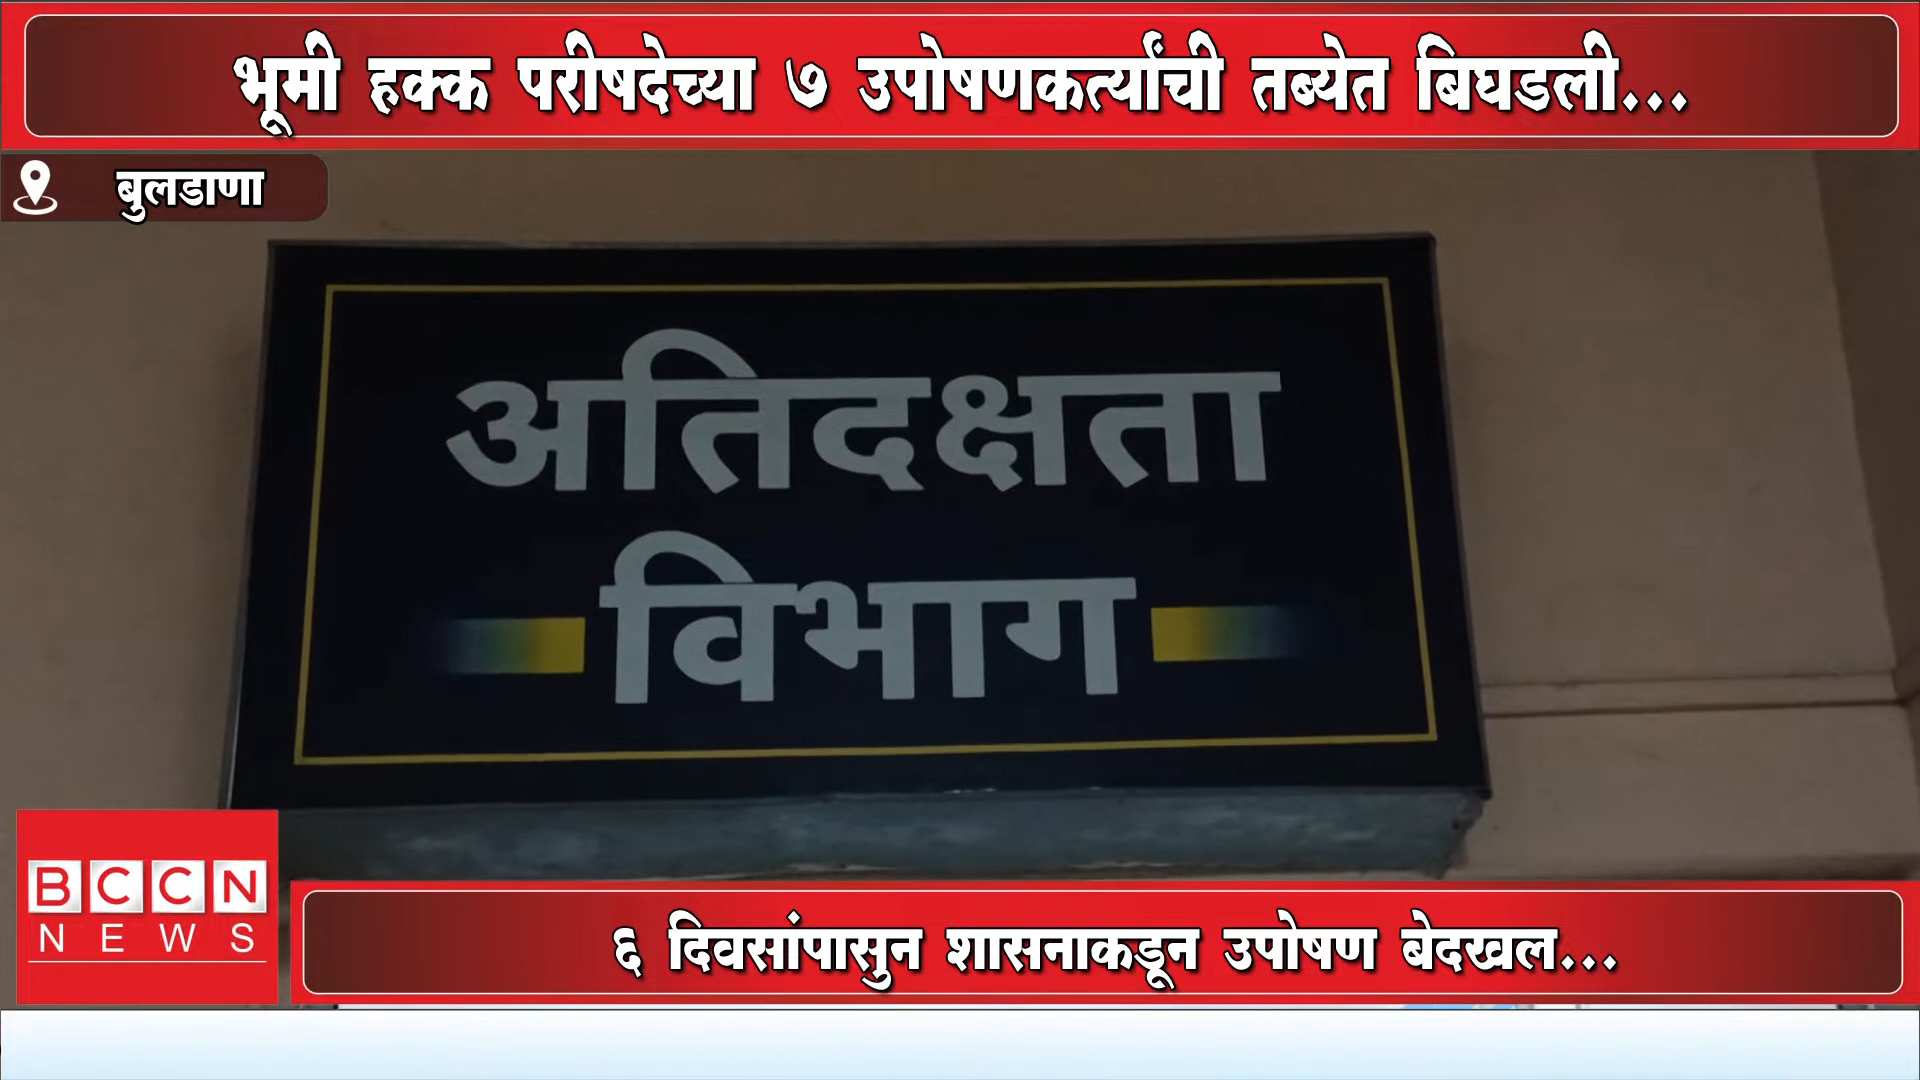 भूमी हक्क परीषदेच्या ७ उपोषणकर्त्यांची तब्येत बिघडली...
बुलडाणा
अतिदक्षता
विभाग
BCCN
NEWS
६ दिवसांपासुन शासनाकडून उपोषण बेदखल...